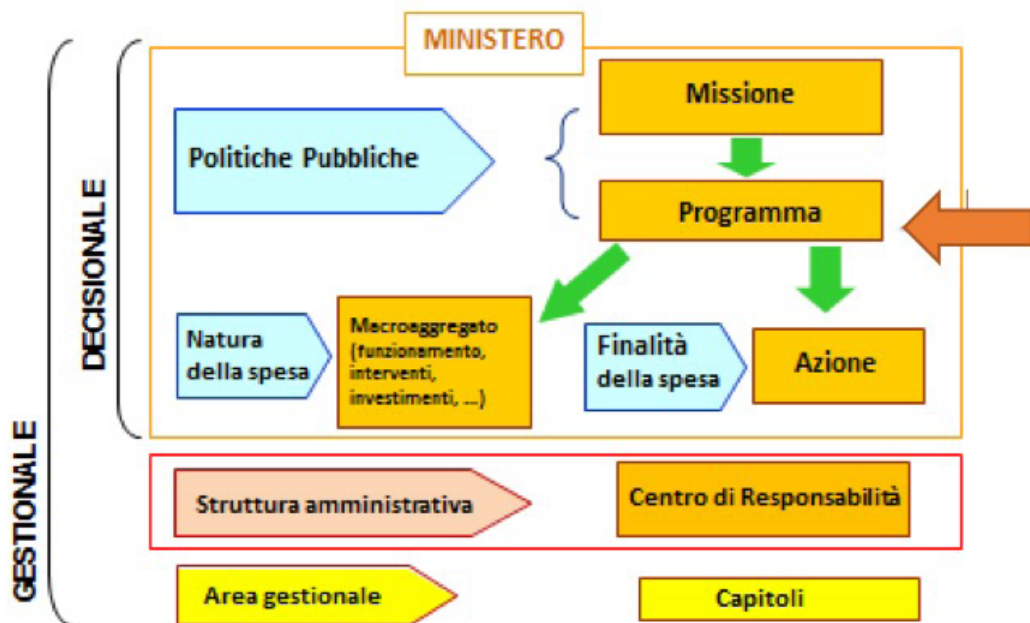 MINISTERO
Missione
Politiche Pubbliche
Programma
DECISIONALE
Natura
della spesa
Macroaggregato
(funzionamento,
interventi,
investimenti, ...)
Finalità
della spesa
Azione
GESTIONALE
Struttura amministrativa
Centro di Responsabilità
Area gestionale
Capitoli